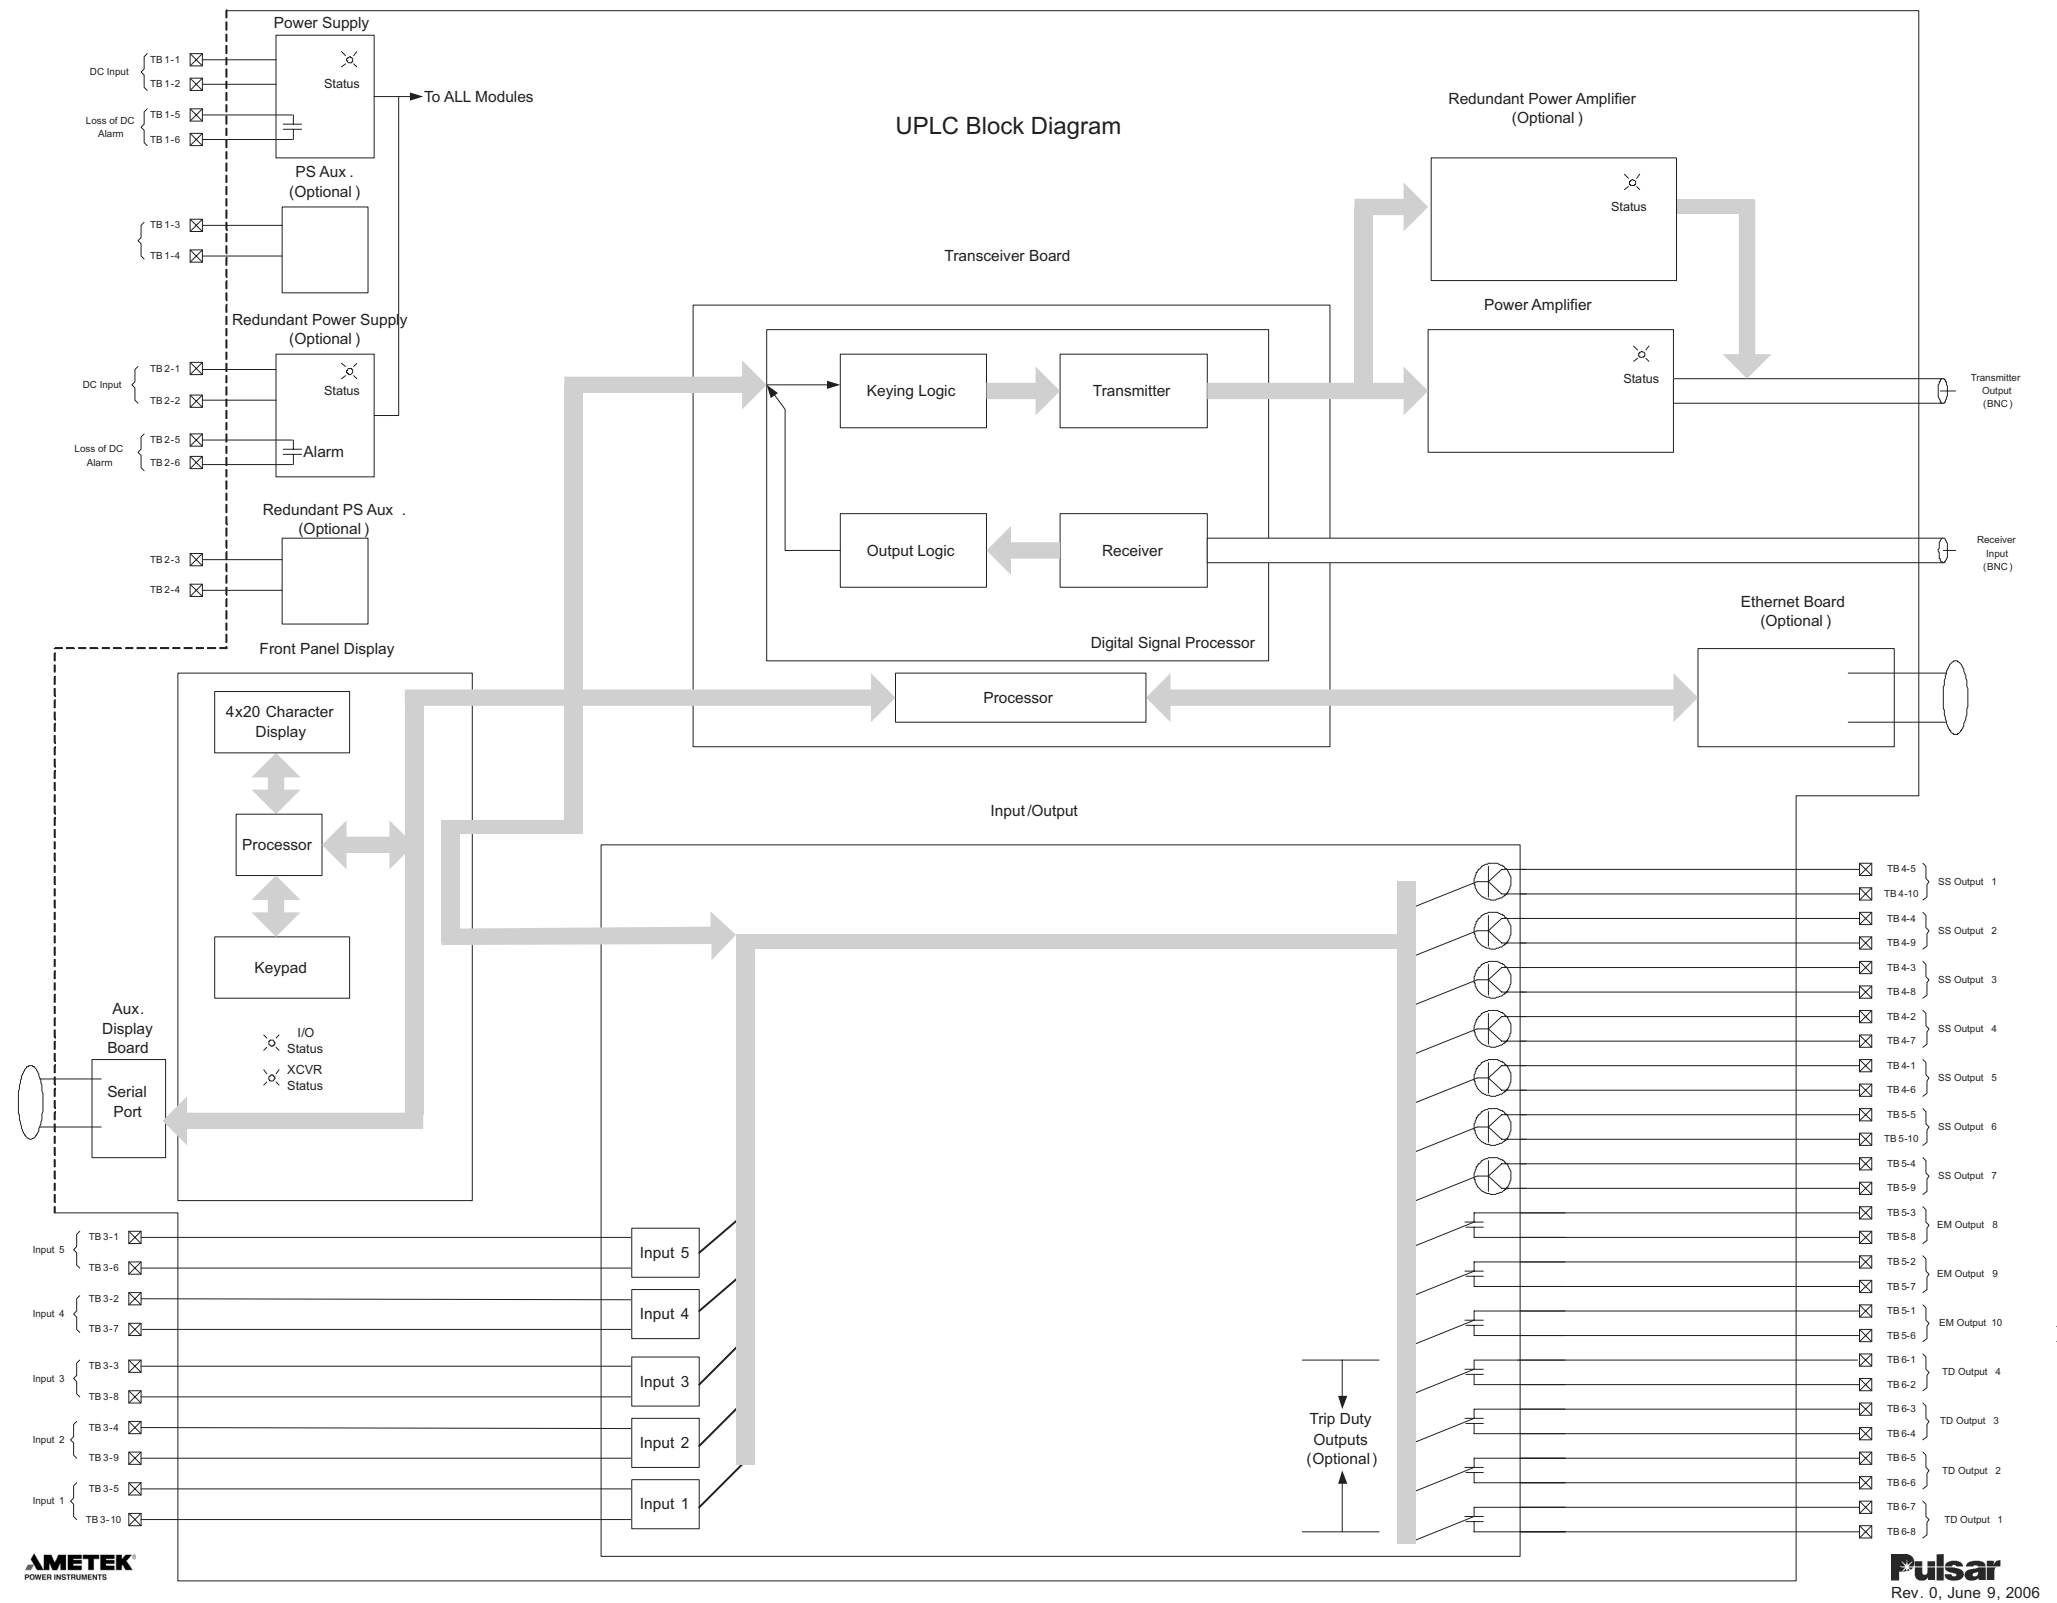 UPLC Block Diagram
Power Supply
Status
To ALL Modules
DC Input
TB1-1
TB1-2
Loss of DC
Alarm
TB1-5
TB1-6
PS Aux .
(Optional )
TB1-3
TB1-4
Redundant Power Supply
(Optional )
Status
DC Input
TB2-1
TB2-2
Loss of DC
Alarm
TB2-5
TB2-6
Alarm
Redundant PS Aux .
(Optional )
TB2-3
TB2-4
Front Panel Display
4x20 Character
Display
Processor
Keypad
I/O
Status
XCVR
Status
Aux.
Display
Board
Serial
Port
Transceiver Board
Keying Logic
Transmitter
Output Logic
Receiver
Digital Signal Processor
Processor
Redundant Power Amplifier
(Optional )
Status
Power Amplifier
Status
Transmitter
Output
(BNC)
Receiver
Input
(BNC)
Ethernet Board
(Optional )
Input/Output
Input 5
TB3-1
TB3-6
Input 5
Input 4
TB3-2
TB3-7
Input 4
Input 3
TB3-3
TB3-8
Input 3
Input 2
TB3-4
TB3-9
Input 2
Input 1
TB3-5
TB3-10
Input 1
Trip Duty
Outputs
(Optional)
TB4-5
TB4-10
SS Output 1
TB4-4
TB4-9
SS Output 2
TB4-3
TB4-8
SS Output 3
TB4-2
TB4-7
SS Output 4
TB4-1
TB4-6
SS Output 5
TB5-5
TB5-10
SS Output 6
TB5-4
TB5-9
SS Output 7
TB5-3
TB5-8
EM Output 8
TB5-2
TB5-7
EM Output 9
TB5-1
TB5-6
EM Output 10
TB6-1
TB6-2
TD Output 4
TB6-3
TB6-4
TD Output 3
TB6-5
TB6-6
TD Output 2
TB6-7
TB6-8
TD Output 1
AMETEK®
POWER INSTRUMENTS
Pulsar
Rev. 0, June 9, 2006